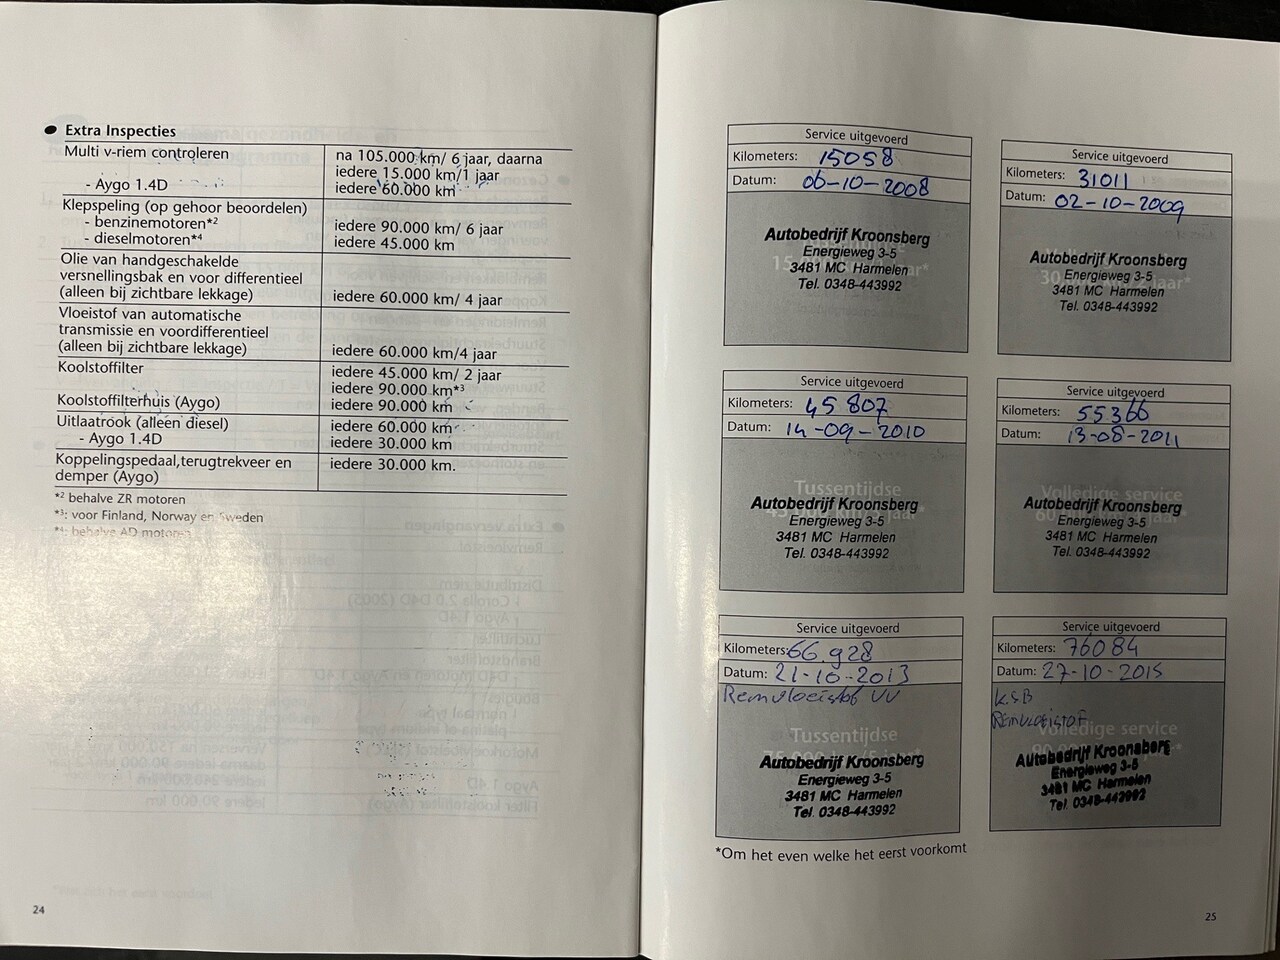 Extra Inspecties
Multi v-riem controleren
na 105.000 km/ 6 jaar, daarna
iedere 15.000 km/1 jaar
- Aygo 1.4D
iedere 60.000 km
Klepspeling (op gehoor beoordelen)
- benzinemotoren*2
iedere 90.000 km/ 6 jaar
- dieselmotoren*4
iedere 45.000 km
Olie van handgeschakelde
versnellingsbak en voor differentieel
(alleen bij zichtbare lekkage)
iedere 60.000 km/ 4 jaar
Vloeistof van automatische
transmissie en voordifferentieel
(alleen bij zichtbare lekkage)
iedere 60.000 km/4 jaar
Koolstoffilter
iedere 45.000 km/ 2 jaar
iedere 90.000 km*3
Koolstoffilterhuis (Aygo)
iedere 90.000 km
Uitlaatrook (alleen diesel)
iedere 60.000 km
- Aygo 1.4D
iedere 30.000 km
Koppelingspedaal,terugtrekveer en
demper (Aygo)
iedere 30.000 km.
*2 behalve ZR motoren
*3: voor Finland, Norway en Sweden
*4: behalve AD motoren
24
Service uitgevoerd
Kilometers: 15058
Datum: 06-10-2008
Autobedrijf Kroonsberg
Energieweg 3-5
3481 MC Harmelen
Tel. 0348-443992
Service uitgevoerd
Kilometers: 31011
Datum: 02-10-2009
Autobedrijf Kroonsberg
Energieweg 3-5
3481 MC Harmelen
Tel. 0348-443992
Service uitgevoerd
Kilometers: 45807
Datum: 14-09-2010
Tussentijdse
Autobedrijf Kroonsberg
Energieweg 3-5
3481 MC Harmelen
Tel. 0348-443992
Service uitgevoerd
Kilometers: 55366
Datum: 13-08-2011
Volledige service
Autobedrijf Kroonsberg
Energieweg 3-5
3481 MC Harmelen
Tel. 0348-443992
Service uitgevoerd
Kilometers: 66.928
Datum: 21-10-2013
Remvloeistof VV
Tussentijdse
Autobedrijf Kroonsberg
Energieweg 3-5
3481 MC Harmelen
Tel. 0348-443992
Service uitgevoerd
Kilometers: 76084
Datum: 27-10-2015
K.S.B
Remvloeistof
Volledige service
Autobedrijf Kroonsberg
Energieweg 3-5
3481 MC Harmelen
Tel. 0348-443992
*Om het even welke het eerst voorkomt
25